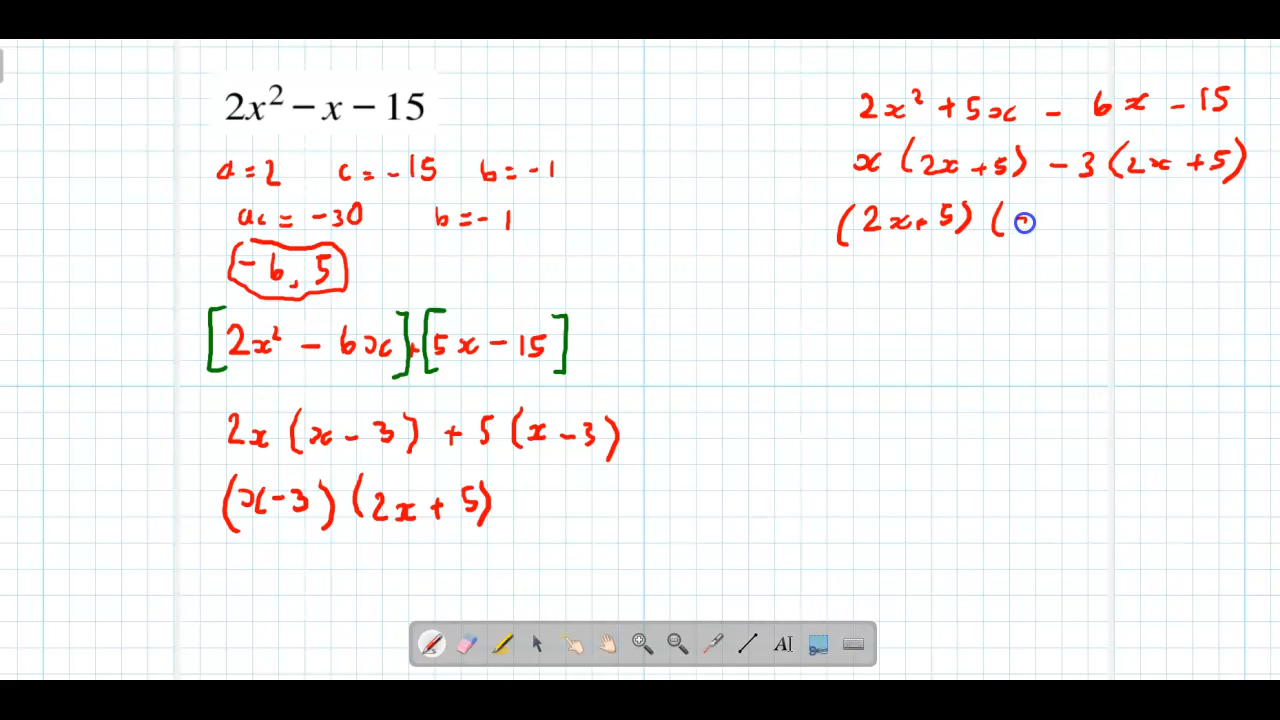 2x² − x − 15
a = 2 c = −15 b = −1
ac = −30 b = −1
−6, 5
[2x² − 6x] + [5x − 15]
2x (x − 3) + 5 (x − 3)
(x − 3) (2x + 5)
2x² + 5x − 6x − 15
x (2x + 5) − 3 (2x + 5)
(2x + 5) (
AI